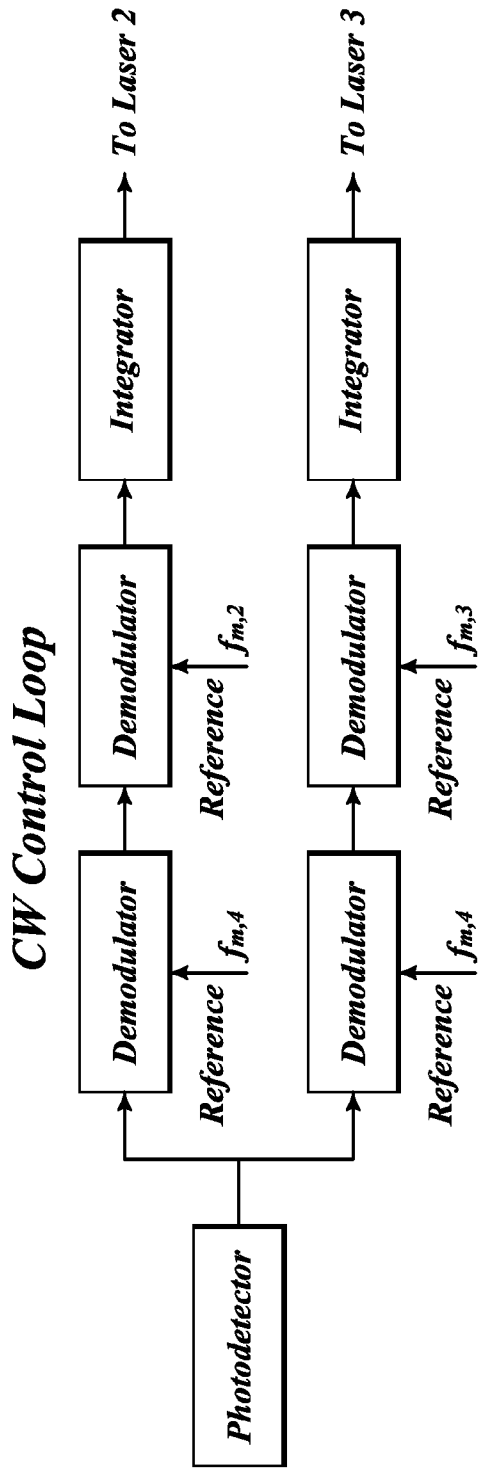 CW Control Loop
Photodetector
Demodulator
Reference
f_{m,4}
Demodulator
Reference
f_{m,2}
Integrator
To Laser 2
Demodulator
Reference
f_{m,4}
Demodulator
Reference
f_{m,3}
Integrator
To Laser 3